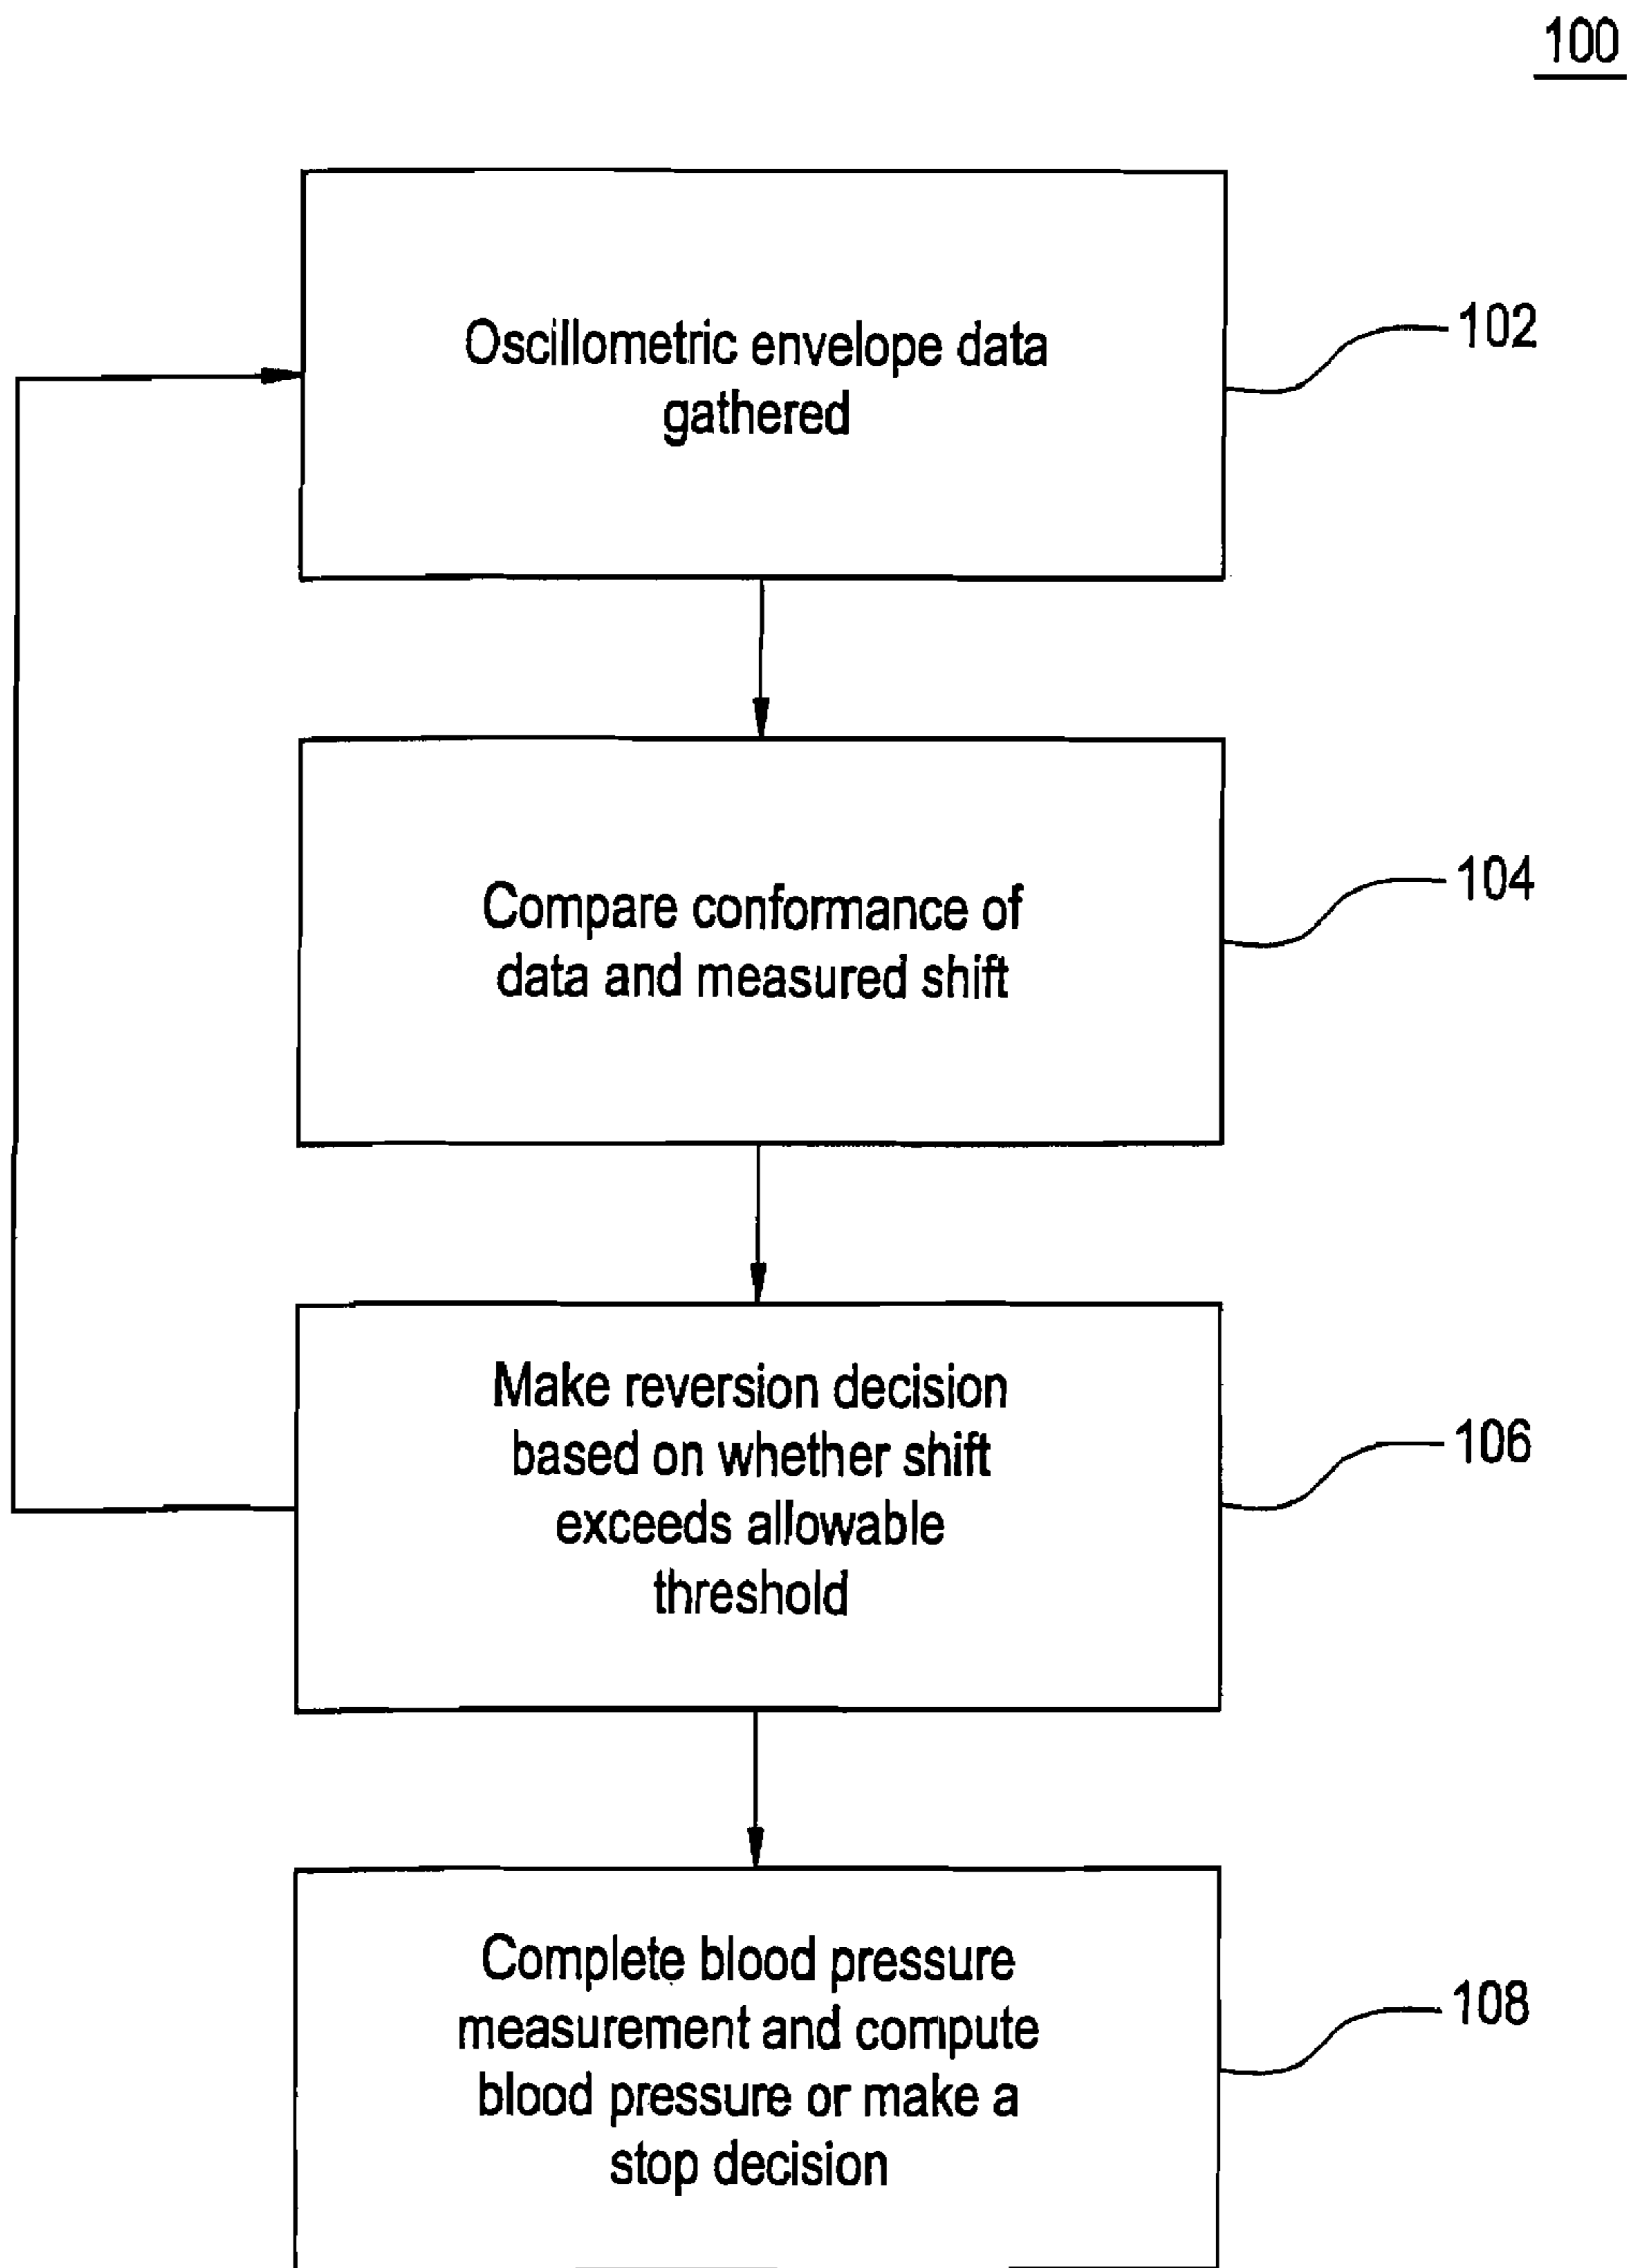 100
Oscillometric envelope data
gathered
102
Compare conformance of
data and measured shift
104
Make reversion decision
based on whether shift
exceeds allowable
threshold
106
Complete blood pressure
measurement and compute
blood pressure or make a
stop decision
108